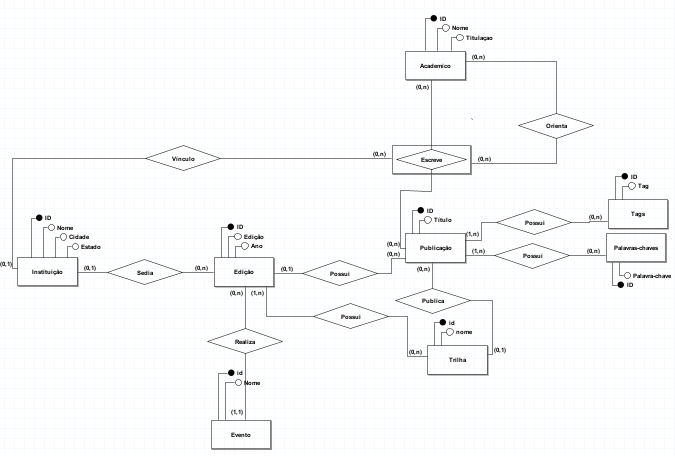 ID
Nome
Titulaçao
Academico
(0,n)
(0,n)
Orienta
Vínculo
(0,n)
Escreve
(0,n)
ID
Tag
ID
Nome
Cidade
Estado
ID
Edição
Ano
ID
Título
Possui
(0,n)
Tags
(1,n)
(0,n)
Publicação
(0,n)
(1,n)
Possui
(0,n)
Palavras-chaves
(0,1)
Instituição
(0,1)
Sedia
(0,n)
Edição
(0,1)
Possui
(0,n)
Palavra-chave
ID
(0,n)
(1,n)
Publica
Possui
id
nome
Realiza
(0,n)
Trilha
(0,1)
id
Nome
(1,1)
Evento